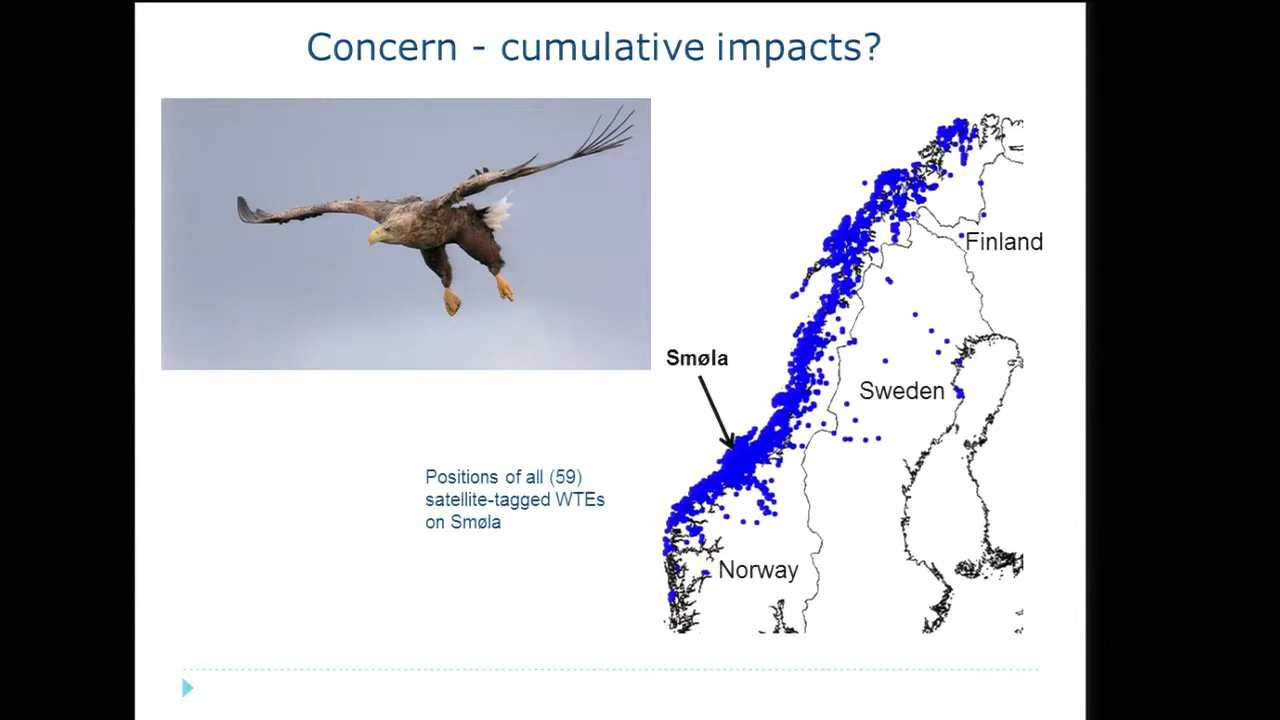 Concern - cumulative impacts?
Finland
Smøla
Sweden
Positions of all (59)
satellite-tagged WTEs
on Smøla
Norway